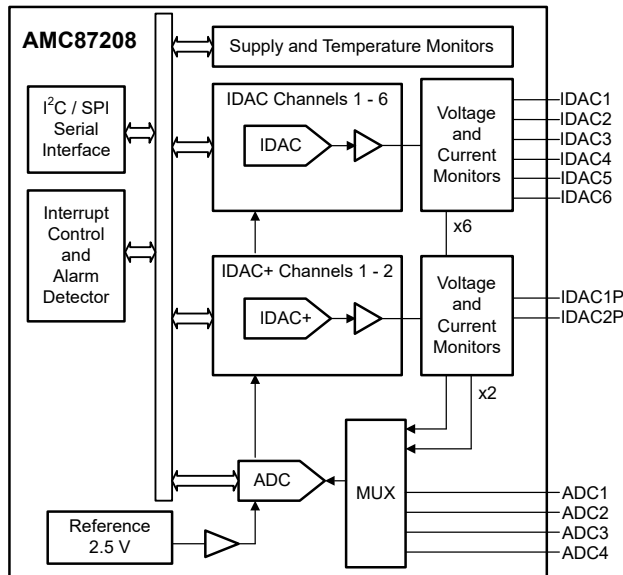 AMC87208
Supply and Temperature Monitors
I²C / SPI
Serial
Interface
IDAC Channels 1 - 6
IDAC
Voltage
and
Current
Monitors
IDAC1
IDAC2
IDAC3
IDAC4
IDAC5
IDAC6
x6
Interrupt
Control
and
Alarm
Detector
IDAC+ Channels 1 - 2
IDAC+
Voltage
and
Current
Monitors
IDAC1P
IDAC2P
x2
ADC
MUX
ADC1
ADC2
ADC3
ADC4
Reference
2.5 V